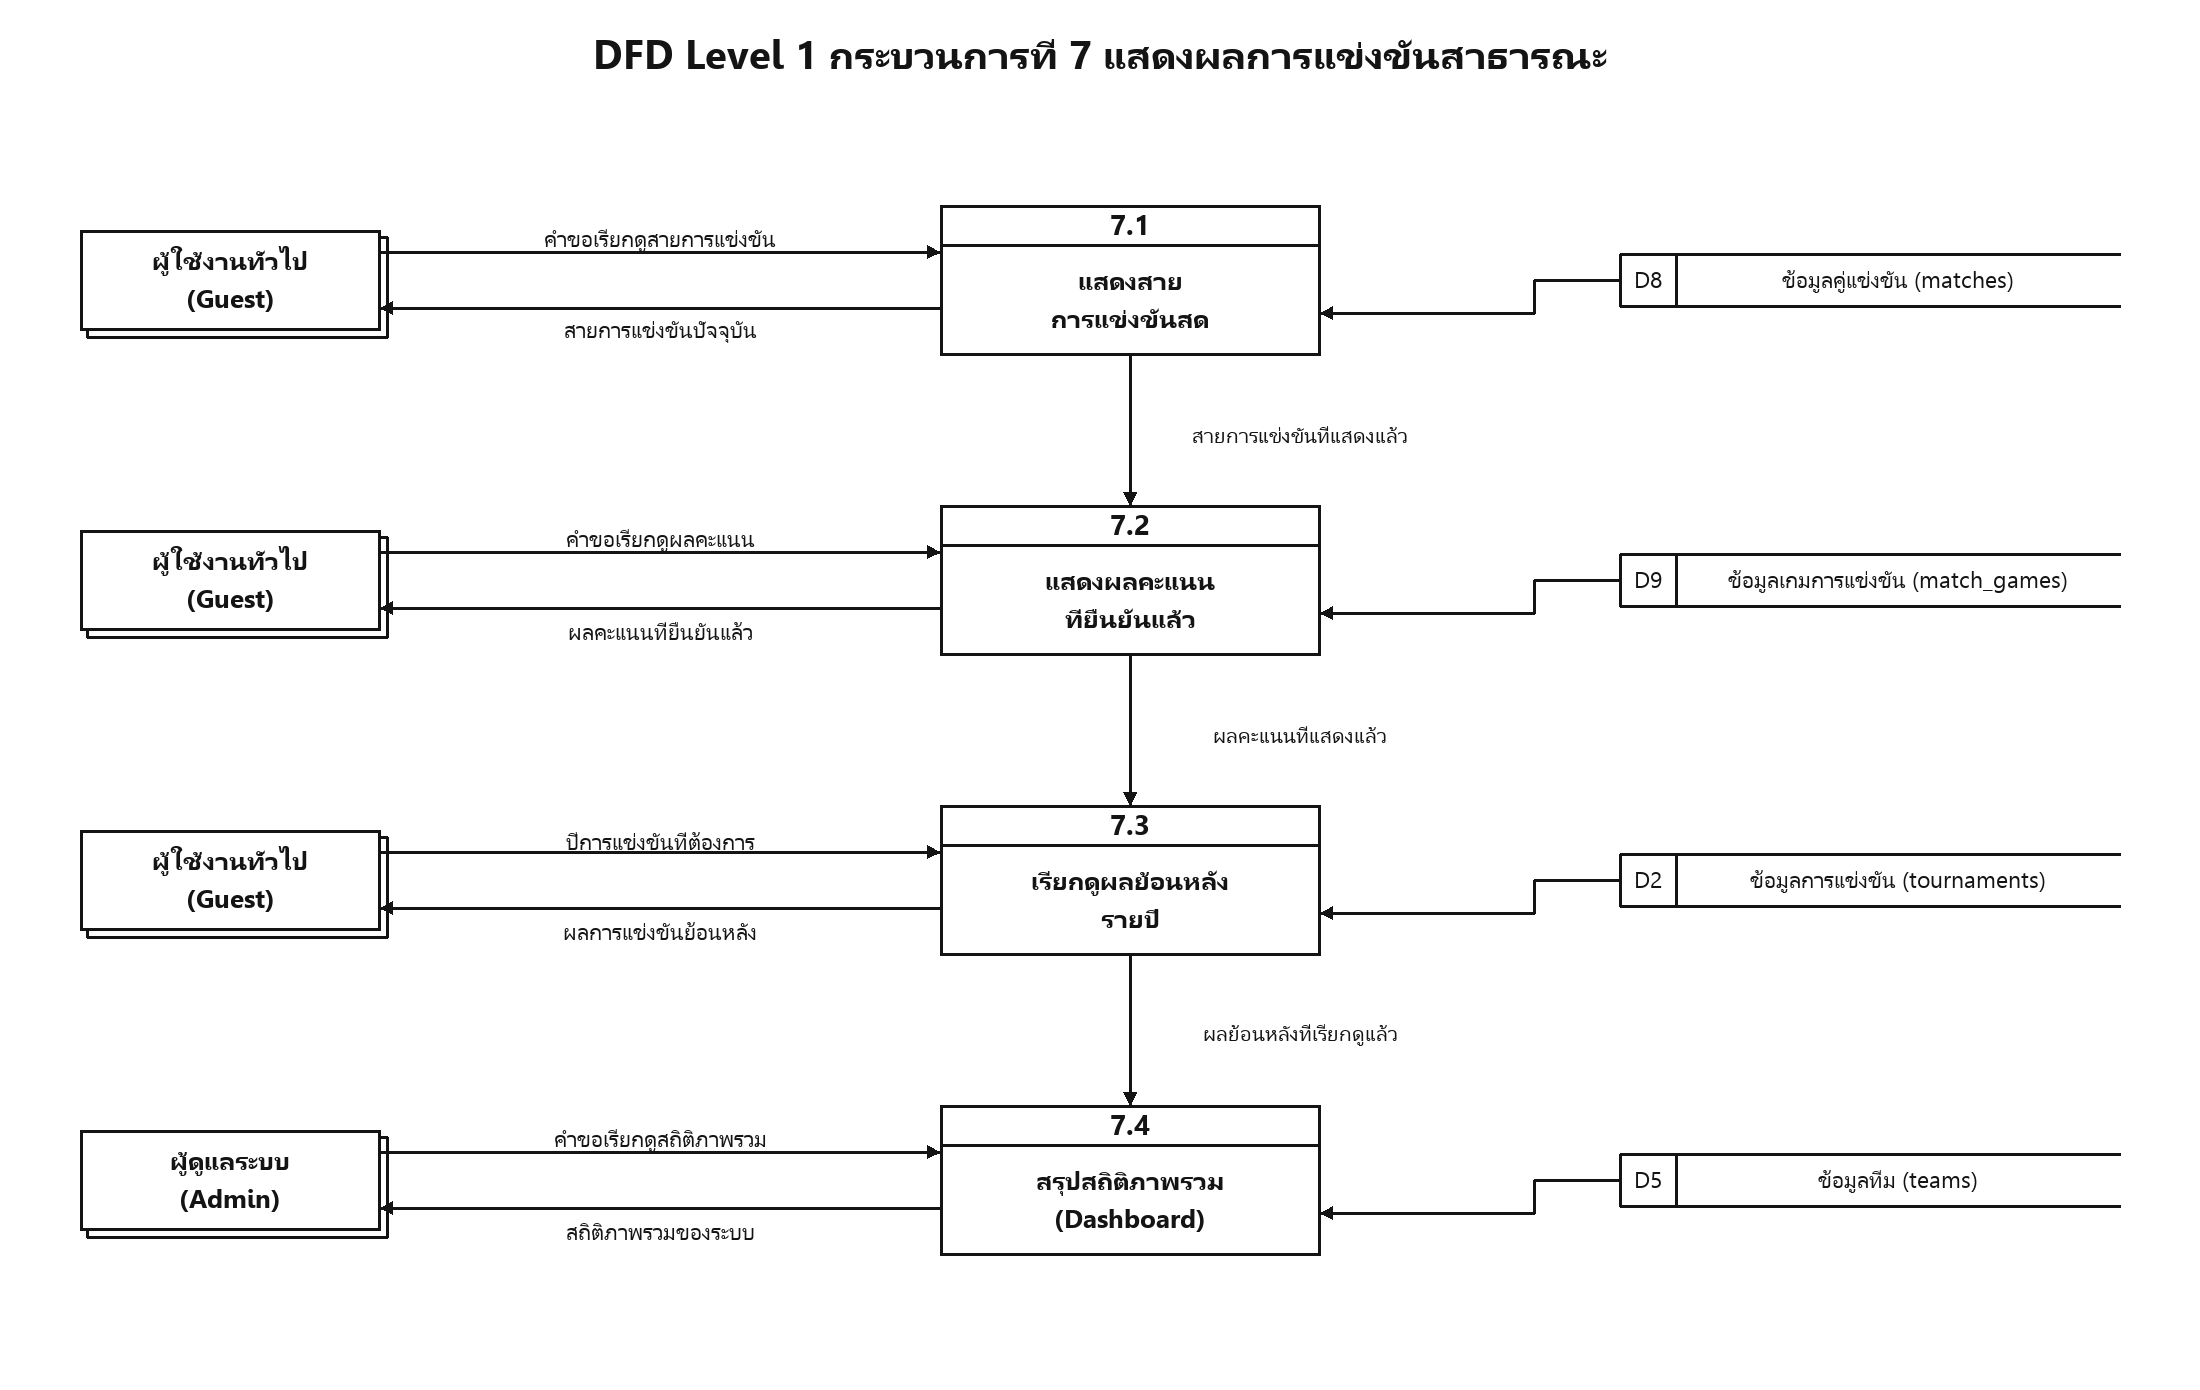 DFD Level 1 กระบวนการที่ 7 แสดงผลการแข่งขันสาธารณะ
ผู้ใช้งานทั่วไป
(Guest)
คำขอเรียกดูสายการแข่งขัน
สายการแข่งขันปัจจุบัน
7.1
แสดงสาย
การแข่งขันสด
D8
ข้อมูลคู่แข่งขัน (matches)
สายการแข่งขันที่แสดงแล้ว
ผู้ใช้งานทั่วไป
(Guest)
คำขอเรียกดูผลคะแนน
ผลคะแนนที่ยืนยันแล้ว
7.2
แสดงผลคะแนน
ที่ยืนยันแล้ว
D9
ข้อมูลเกมการแข่งขัน (match_games)
ผลคะแนนที่แสดงแล้ว
ผู้ใช้งานทั่วไป
(Guest)
ปีการแข่งขันที่ต้องการ
ผลการแข่งขันย้อนหลัง
7.3
เรียกดูผลย้อนหลัง
รายปี
D2
ข้อมูลการแข่งขัน (tournaments)
ผลย้อนหลังที่เรียกดูแล้ว
ผู้ดูแลระบบ
(Admin)
คำขอเรียกดูสถิติภาพรวม
สถิติภาพรวมของระบบ
7.4
สรุปสถิติภาพรวม
(Dashboard)
D5
ข้อมูลทีม (teams)